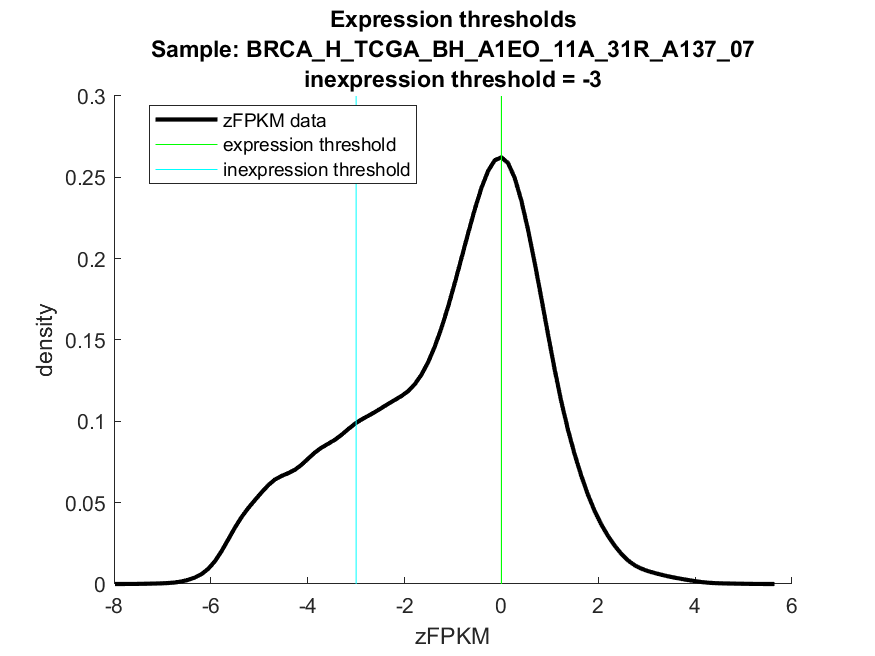 Expression thresholds
Sample: BRCA_H_TCGA_BH_A1EO_11A_31R_A137_07
inexpression threshold = -3
0.3
zFPKM data
expression threshold
inexpression threshold
0.25
0.2
0.15
0.1
0.05
0
density
-8 -6 -4 -2 0 2 4 6
zFPKM